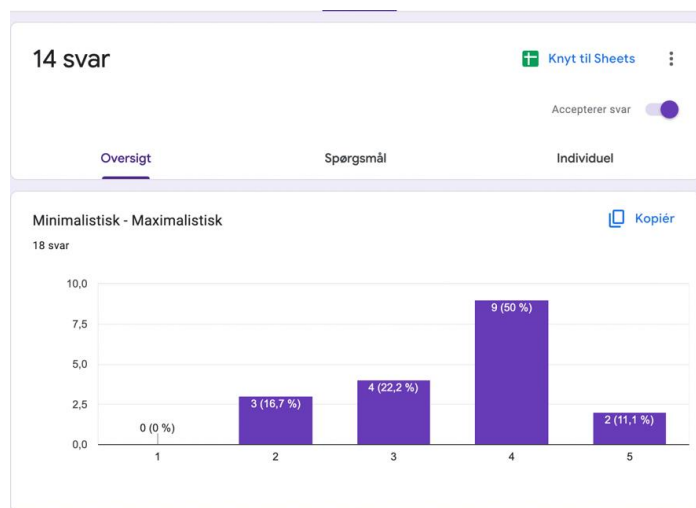 14 svar
Knyt til Sheets
Accepterer svar
Oversigt
Spørgsmål
Individuel
Minimalistisk - Maximalistisk
Kopiér
18 svar
10,0
7,5
5,0
2,5
0,0
0 (0 %)
3 (16,7 %)
4 (22,2 %)
9 (50 %)
2 (11,1 %)
1
2
3
4
5